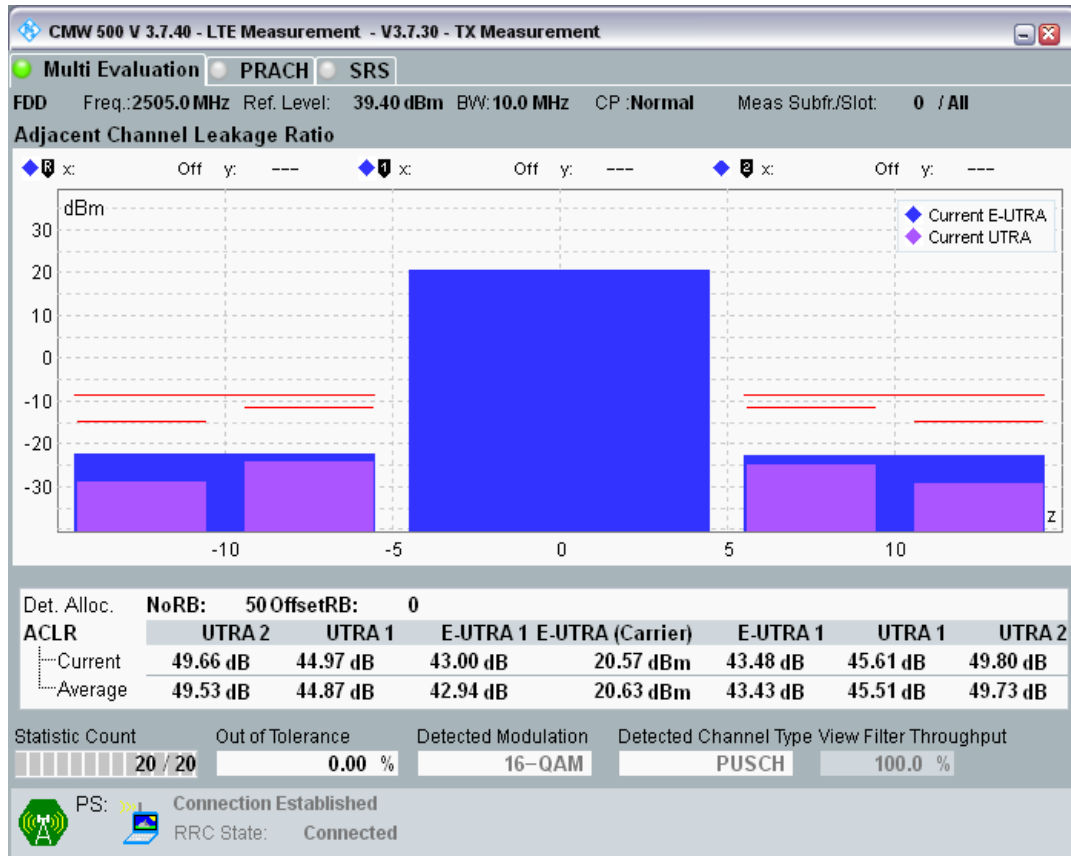 CMW 500 V 3.7.40 - LTE Measurement - V3.7.30 - TX Measurement
Multi Evaluation PRACH SRS
FDD Freq.:2505.0 MHz Ref. Level: 39.40 dBm BW:10.0 MHz CP :Normal Meas Subfr./Slot: 0 / All
Adjacent Channel Leakage Ratio
R x: Off y: --- 1 x: Off y: --- 2 x: Off y: ---
dBm
Current E-UTRA
Current UTRA
30
20
10
0
-10
-20
-30
z
-10 -5 0 5 10
Det. Alloc. NoRB: 50 OffsetRB: 0
ACLR UTRA 2 UTRA 1 E-UTRA 1 E-UTRA (Carrier) E-UTRA 1 UTRA 1 UTRA 2
Current 49.66 dB 44.97 dB 43.00 dB 20.57 dBm 43.48 dB 45.61 dB 49.80 dB
Average 49.53 dB 44.87 dB 42.94 dB 20.63 dBm 43.43 dB 45.51 dB 49.73 dB
Statistic Count Out of Tolerance Detected Modulation Detected Channel Type View Filter Throughput
20 / 20 0.00 % 16-QAM PUSCH 100.0 %
PS: Connection Established
RRC State: Connected